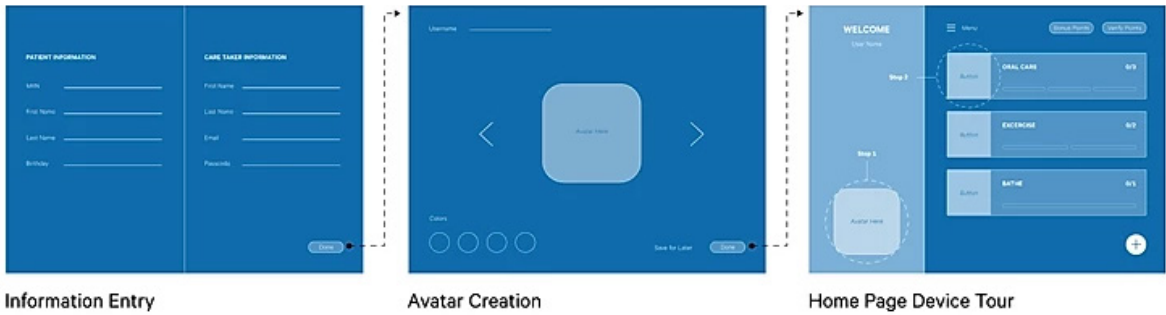 PATIENT INFORMATION
MRN
First Name
Last Name
Birthday
CARE TAKER INFORMATION
First Name
Last Name
Email
Passcode
Done
Username
Avatar Here
Colors
Save for Later
Done
WELCOME
User Name
Step 2
Step 1
Avatar Here
Menu
Bonus Points
Verify Points
Button
ORAL CARE
0/3
Button
EXCERCISE
0/2
Button
BATHE
0/1
Information Entry
Avatar Creation
Home Page Device Tour